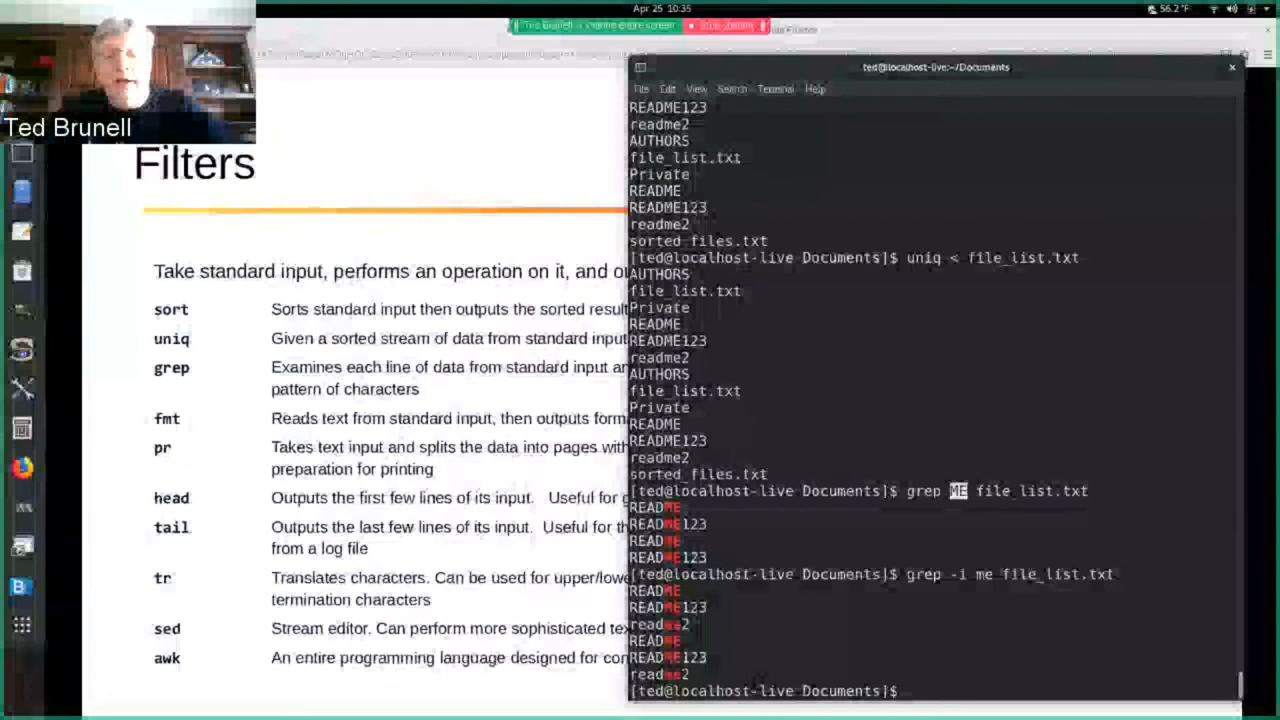 Apr 25 10:35
56.2 °F
Ted Brunell
Filters
Take standard input, performs an operation on it, and ou
sort Sorts standard input then outputs the sorted result
uniq Given a sorted stream of data from standard input
grep Examines each line of data from standard input an
pattern of characters
fmt Reads text from standard input, then outputs form
pr Takes text input and splits the data into pages with
preparation for printing
head Outputs the first few lines of its input. Useful for g
tail Outputs the last few lines of its input. Useful for th
from a log file
tr Translates characters. Can be used for upper/lowe
termination characters
sed Stream editor. Can perform more sophisticated tex
awk An entire programming language designed for con
ted@localhost-live:~/Documents
File Edit View Search Terminal Help
README123
readme2
AUTHORS
file_list.txt
Private
README
README123
readme2
sorted_files.txt
[ted@localhost-live Documents]$ uniq < file_list.txt
AUTHORS
file_list.txt
Private
README
README123
readme2
AUTHORS
file_list.txt
Private
README
README123
readme2
sorted_files.txt
[ted@localhost-live Documents]$ grep ME file_list.txt
README
README123
README
README123
[ted@localhost-live Documents]$ grep -i me file_list.txt
README
README123
readme2
README
README123
readme2
[ted@localhost-live Documents]$